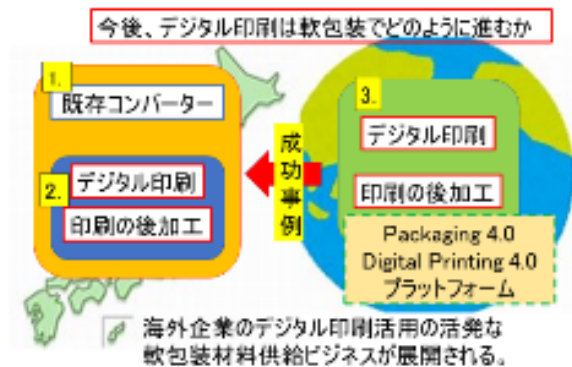 今後、デジタル印刷は軟包装でどのように進むか
1.
既存コンバーター
2.
デジタル印刷
印刷の後加工
成功事例
3.
デジタル印刷
印刷の後加工
Packaging 4.0
Digital Printing 4.0
プラットフォーム
海外企業のデジタル印刷活用の活発な
軟包装材料供給ビジネスが展開される。